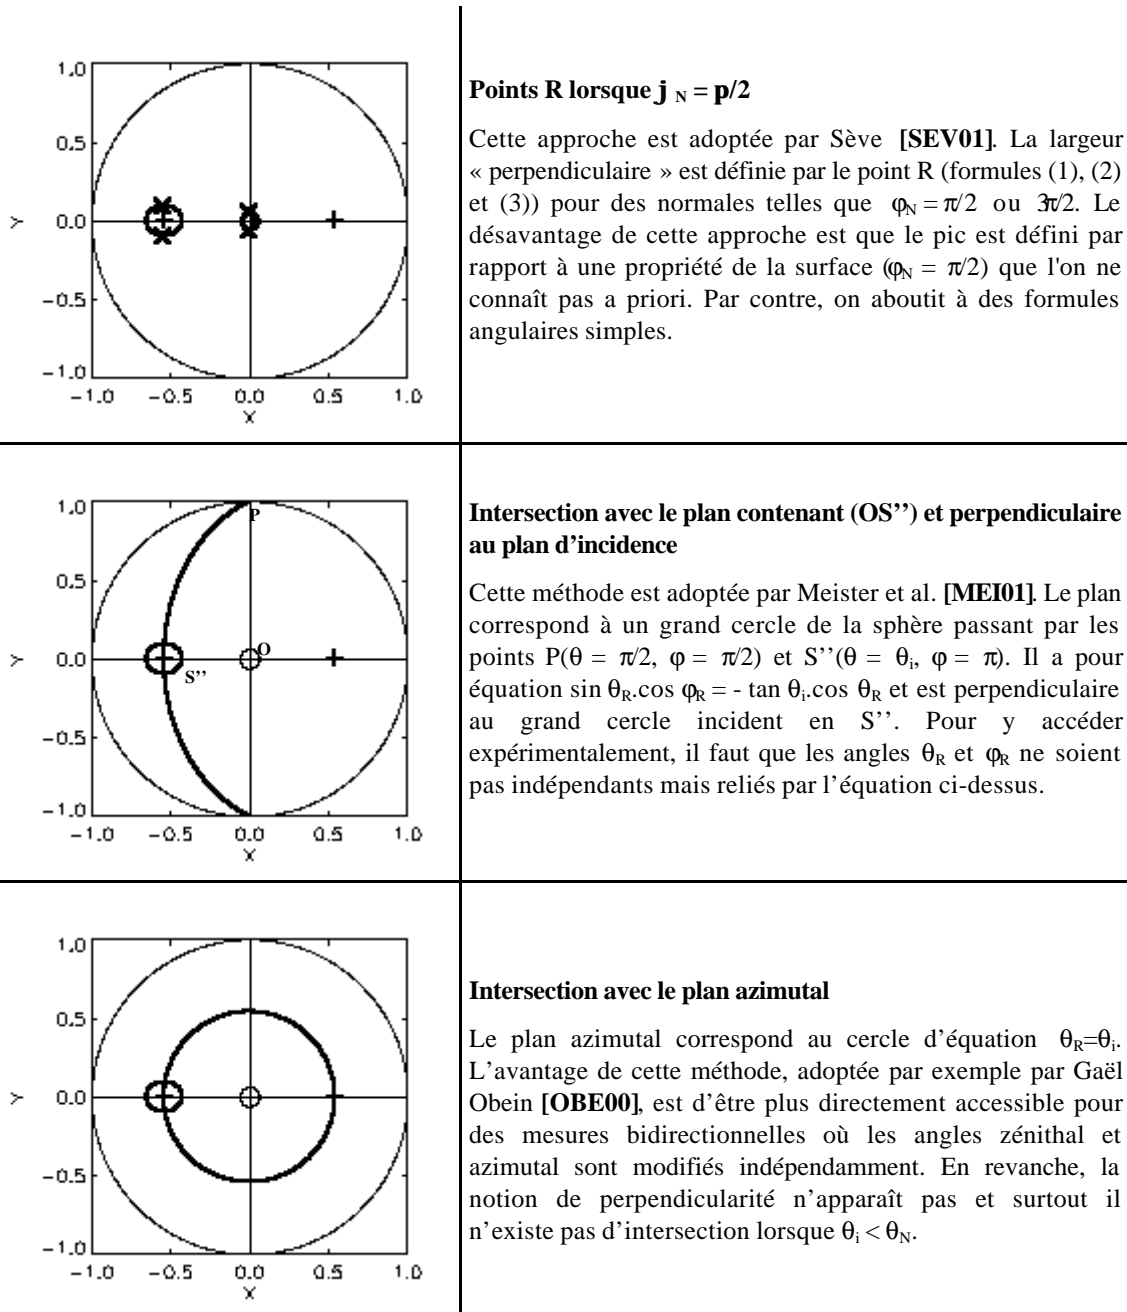 1.0
0.5
0.0
-0.5
-1.0
-1.0 -0.5 0.0 0.5 1.0
X
Y
Points R lorsque j N = p/2
Cette approche est adoptée par Sève [SEV01]. La largeur
« perpendiculaire » est définie par le point R (formules (1), (2)
et (3)) pour des normales telles que φN = π/2 ou 3π/2. Le
désavantage de cette approche est que le pic est défini par
rapport à une propriété de la surface (φN = π/2) que l'on ne
connaît pas a priori. Par contre, on aboutit à des formules
angulaires simples.
1.0
0.5
0.0
-0.5
-1.0
-1.0 -0.5 0.0 0.5 1.0
X
Y
P
O
S’’
Intersection avec le plan contenant (OS’’) et perpendiculaire
au plan d’incidence
Cette méthode est adoptée par Meister et al. [MEI01]. Le plan
correspond à un grand cercle de la sphère passant par les
points P(θ = π/2, φ = π/2) et S’’(θ = θi, φ = π). Il a pour
équation sin θR.cos φR = - tan θi.cos θR et est perpendiculaire
au grand cercle incident en S’’. Pour y accéder
expérimentalement, il faut que les angles θR et φR ne soient
pas indépendants mais reliés par l’équation ci-dessus.
1.0
0.5
0.0
-0.5
-1.0
-1.0 -0.5 0.0 0.5 1.0
X
Y
Intersection avec le plan azimutal
Le plan azimutal correspond au cercle d’équation θR=θi.
L’avantage de cette méthode, adoptée par exemple par Gaël
Obein [OBE00], est d’être plus directement accessible pour
des mesures bidirectionnelles où les angles zénithal et
azimutal sont modifiés indépendamment. En revanche, la
notion de perpendicularité n’apparaît pas et surtout il
n’existe pas d’intersection lorsque θi < θN.